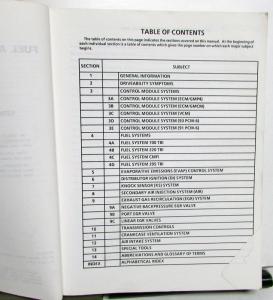 FUEL A
TABLE OF CONTENTS
The table of contents on this page indicates the sections covered in this manual. At the beginning of
each individual section is a table of contents which gives the page number on which each major subject
begins.
SECTION SUBJECT
1 GENERAL INFORMATION
2 DRIVEABILITY SYMPTOMS
3 CONTROL MODULE SYSTEMS
3A CONTROL MODULE SYSTEM (ECM/GMP4)
3B CONTROL MODULE SYSTEM (ECM/GMCM)
3C CONTROL MODULE SYSTEM (VCM)
3D CONTROL MODULE SYSTEM (93 PCM-6)
3E CONTROL MODULE SYSTEM (91 PCM-6)
4 FUEL SYSTEMS
4A FUEL SYSTEM 700 TBI
4B FUEL SYSTEM 220 TBI
4C FUEL SYSTEM CMFI
4D FUEL SYSTEM 295 TBI
5 EVAPORATIVE EMISSIONS (EVAP) CONTROL SYSTEM
6 DISTRIBUTOR IGNITION (DI) SYSTEM
7 KNOCK SENSOR (KS) SYSTEM
8 SECONDARY AIR INJECTION SYSTEM (AIR)
9 EXHAUST GAS RECIRCULATION (EGR) SYSTEM
9A NEGATIVE BACKPRESSURE EGR VALVE
9B PORT EGR VALVE
9C LINEAR EGR VALVES
10 TRANSMISSION CONTROLS
11 CRANKCASE VENTILATION SYSTEM
12 AIR INTAKE SYSTEM
13 SPECIAL TOOLS
14 ABBREVIATIONS AND GLOSSARY OF TERMS
INDEX ALPHABETICAL INDEX